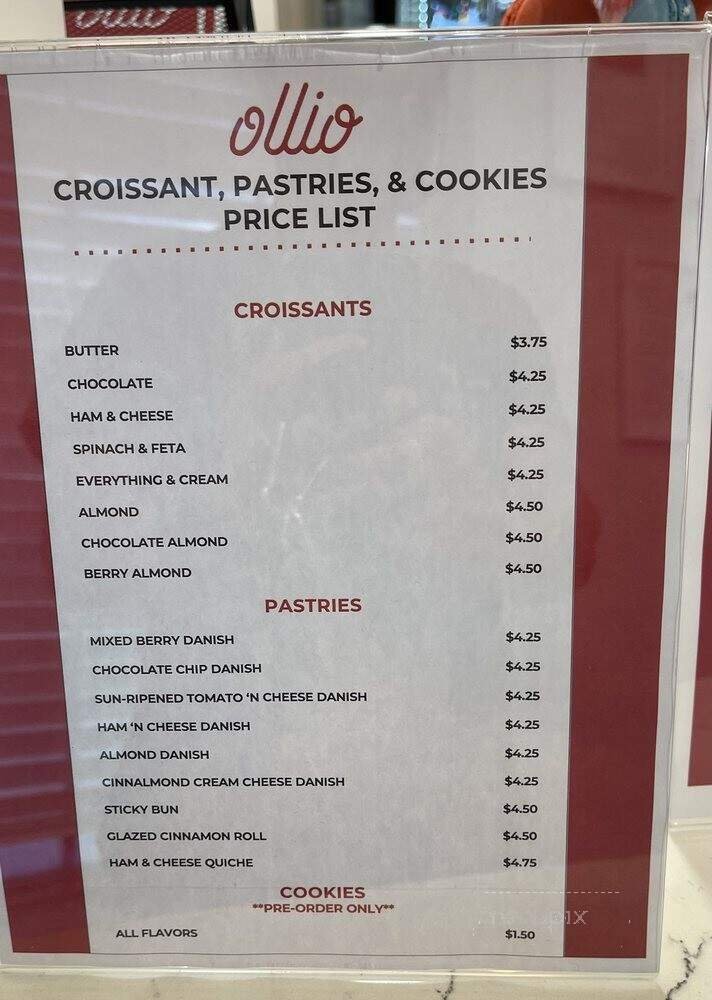 ollio
CROISSANT, PASTRIES, & COOKIES
PRICE LIST
CROISSANTS
BUTTER $3.75
CHOCOLATE $4.25
HAM & CHEESE $4.25
SPINACH & FETA $4.25
EVERYTHING & CREAM $4.25
ALMOND $4.50
CHOCOLATE ALMOND $4.50
BERRY ALMOND $4.50
PASTRIES
MIXED BERRY DANISH $4.25
CHOCOLATE CHIP DANISH $4.25
SUN-RIPENED TOMATO ‘N CHEESE DANISH $4.25
HAM ‘N CHEESE DANISH $4.25
ALMOND DANISH $4.25
CINNALMOND CREAM CHEESE DANISH $4.25
STICKY BUN $4.50
GLAZED CINNAMON ROLL $4.50
HAM & CHEESE QUICHE $4.75
COOKIES
**PRE-ORDER ONLY**
ALL FLAVORS $1.50